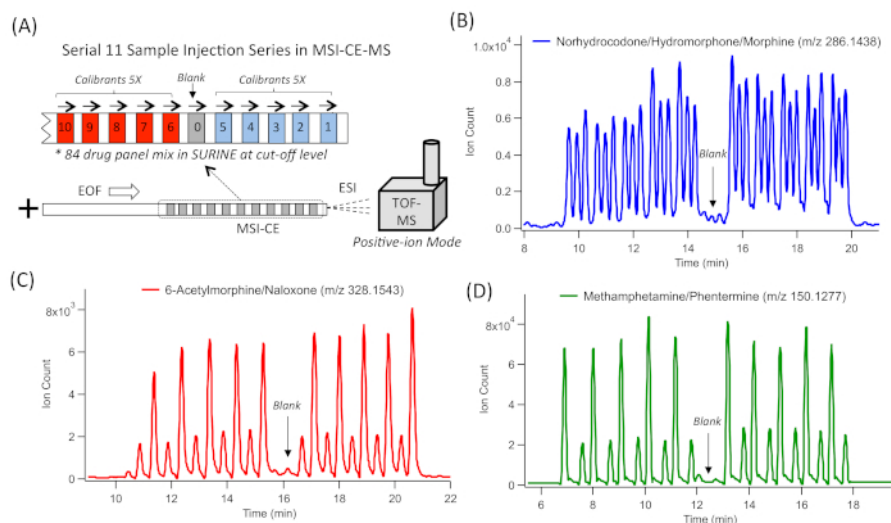 (A)
Serial 11 Sample Injection Series in MSI-CE-MS
Calibrants 5X
Blank
Calibrants 5X
10 9 8 7 6 0 5 4 3 2 1
* 84 drug panel mix in SURINE at cut-off level
EOF
ESI
+
MSI-CE
TOF-
MS
Positive-ion Mode
(B)
Norhydrocodone/Hydromorphone/Morphine (m/z 286.1438)
1.0x10⁴
0.8
0.6
0.4
0.2
0.0
Ion Count
Blank
8 10 12 14 16 18 20
Time (min)
(C)
6-Acetylmorphine/Naloxone (m/z 328.1543)
8x10³
6
4
2
0
Ion Count
Blank
10 12 14 16 18 20 22
Time (min)
(D)
Methamphetamine/Phentermine (m/z 150.1277)
8x10⁴
6
4
2
0
Ion Count
Blank
6 8 10 12 14 16 18
Time (min)